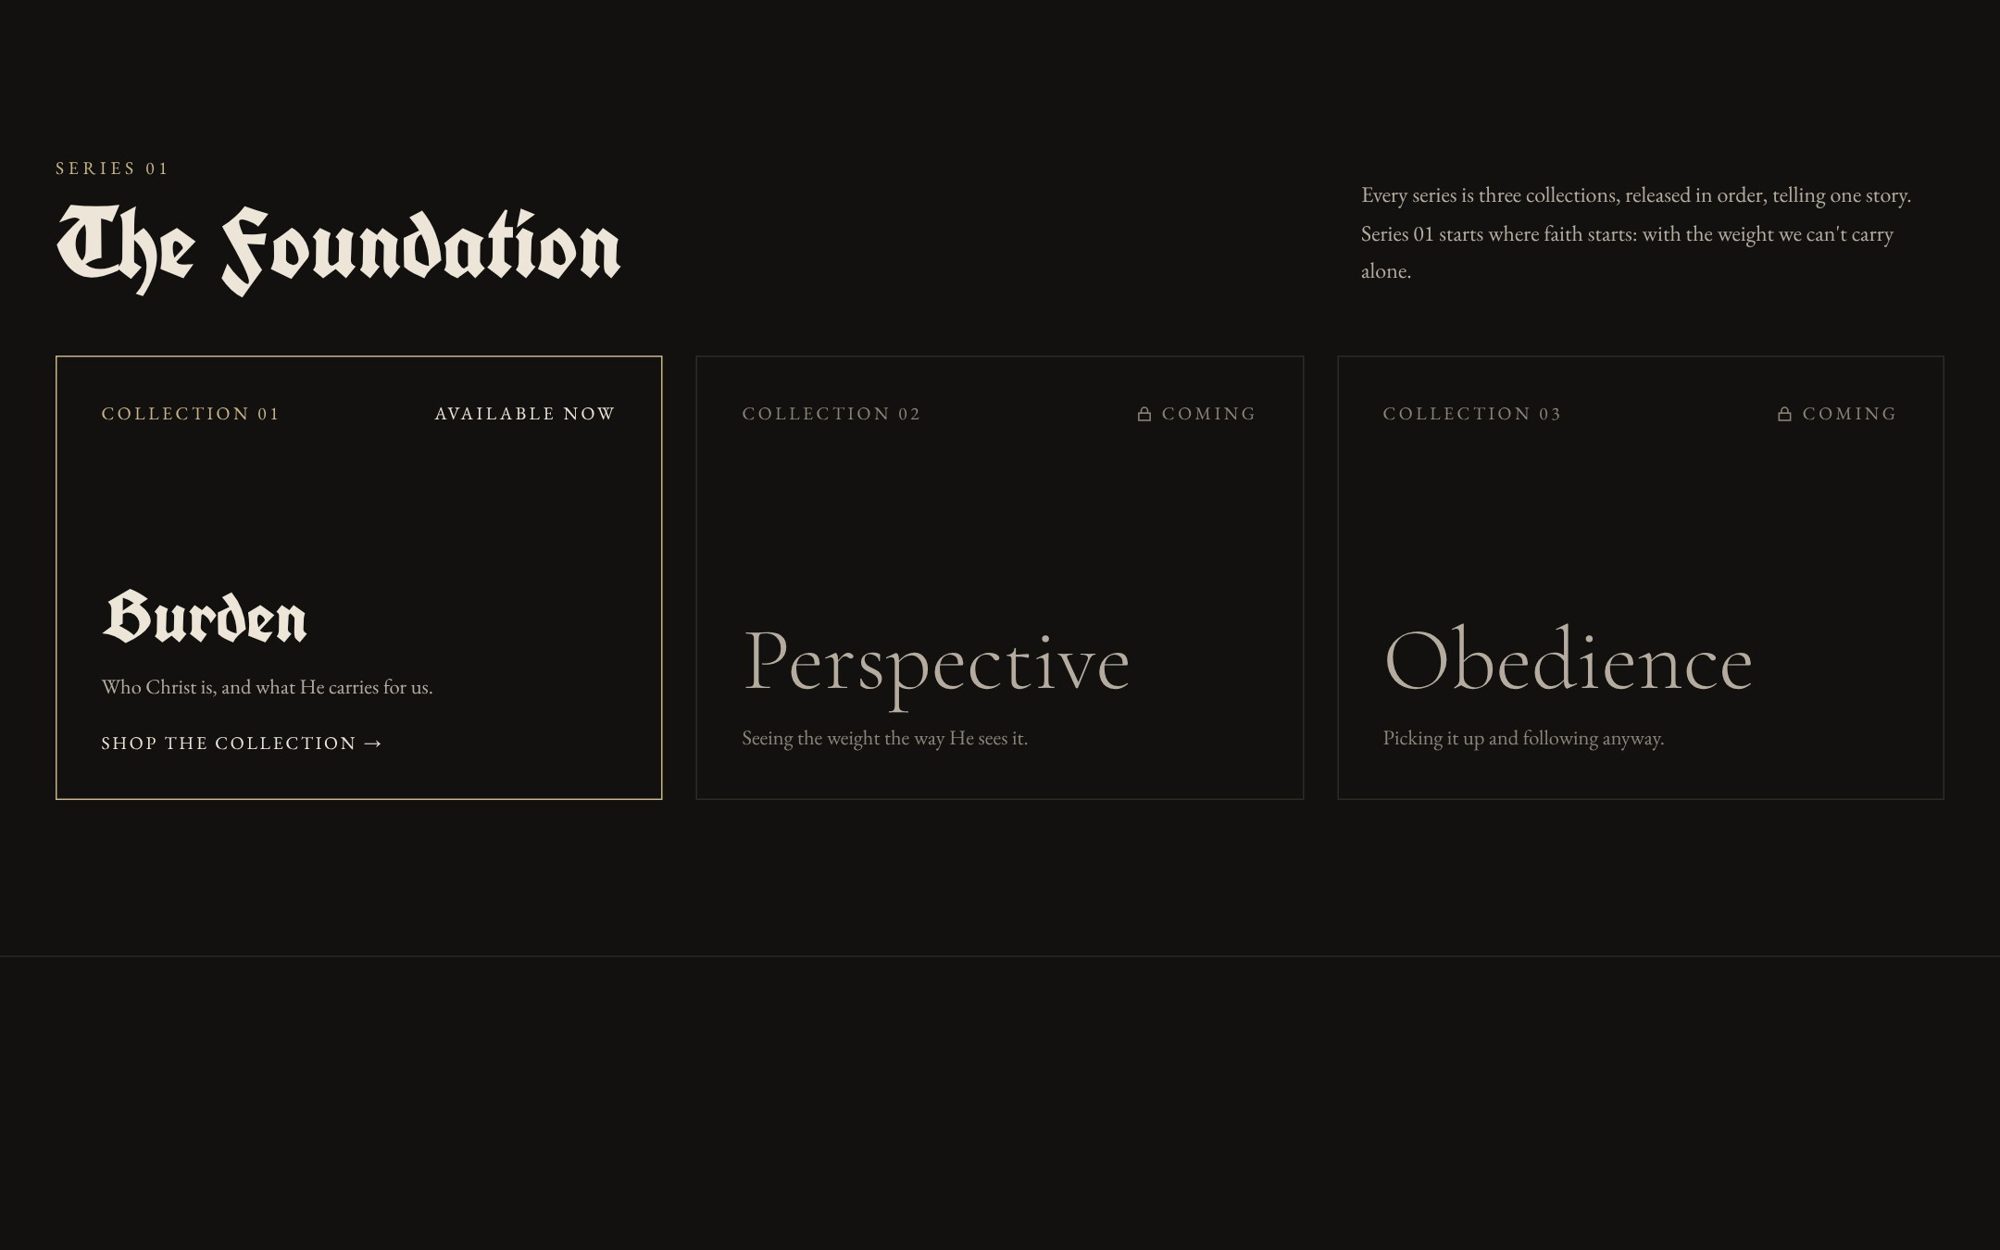 SERIES 01
The Foundation
Every series is three collections, released in order, telling one story.
Series 01 starts where faith starts: with the weight we can't carry
alone.
COLLECTION 01
AVAILABLE NOW
Burden
Who Christ is, and what He carries for us.
SHOP THE COLLECTION →
COLLECTION 02
COMING
Perspective
Seeing the weight the way He sees it.
COLLECTION 03
COMING
Obedience
Picking it up and following anyway.